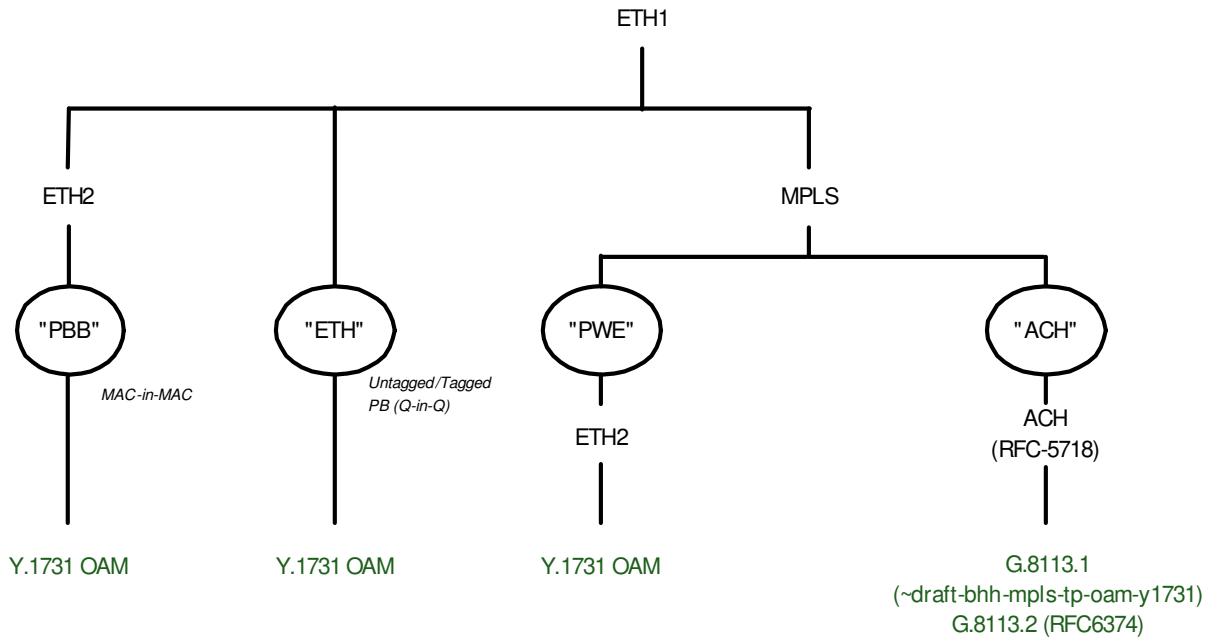 ETH1
ETH2
MPLS
"PBB"
"ETH"
"PWE"
"ACH"
MAC-in-MAC
Untagged/Tagged
PB (Q-in-Q)
ETH2
ACH
(RFC-5718)
Y.1731 OAM
Y.1731 OAM
Y.1731 OAM
G.8113.1
(~draft-bhh-mpls-tp-oam-y1731)
G.8113.2 (RFC6374)